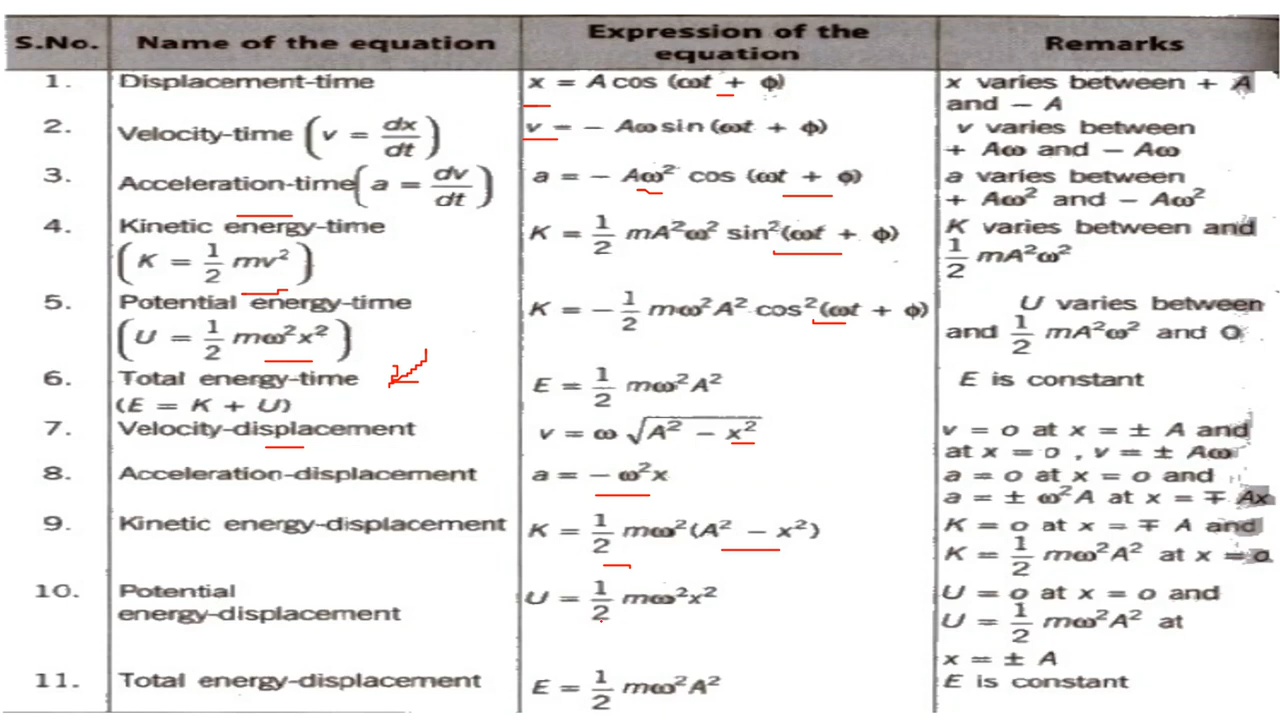 S.No. Name of the equation Expression of the equation Remarks
1. Displacement-time x = A cos (ωt + ϕ) x varies between + A and − A
2. Velocity-time (v = dx/dt) v = − Aω sin (ωt + ϕ) v varies between + Aω and − Aω
3. Acceleration-time (a = dv/dt) a = − Aω² cos (ωt + ϕ) a varies between + Aω² and − Aω²
4. Kinetic energy-time (K = 1/2 mv²) K = 1/2 mA²ω² sin²(ωt + ϕ) K varies between and 1/2 mA²ω²
5. Potential energy-time (U = 1/2 mω²x²) K = − 1/2 mω²A² cos²(ωt + ϕ) U varies between and 1/2 mA²ω² and 0
6. Total energy-time (E = K + U) E = 1/2 mω²A² E is constant
7. Velocity-displacement v = ω √(A² − x²) v = o at x = ± A and at x = o , v = ± Aω
8. Acceleration-displacement a = − ω²x a = o at x = o and a = ± ω²A at x = ∓ Ax
9. Kinetic energy-displacement K = 1/2 mω²(A² − x²) K = o at x = ∓ A and K = 1/2 mω²A² at x = o
10. Potential energy-displacement U = 1/2 mω²x² U = o at x = o and U = 1/2 mω²A² at x = ± A
11. Total energy-displacement E = 1/2 mω²A² E is constant